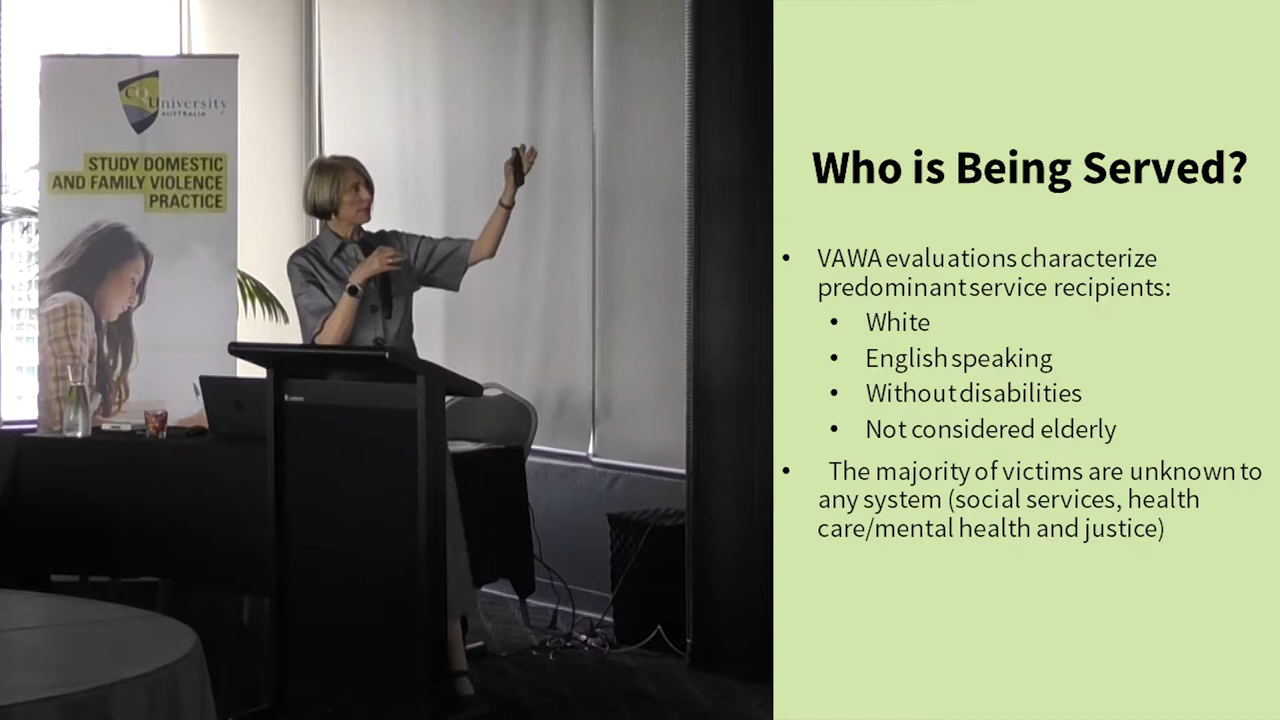 CQUniversity
AUSTRALIA
STUDY DOMESTIC
AND FAMILY VIOLENCE
PRACTICE
Who is Being Served?
• VAWA evaluations characterize
predominant service recipients:
• White
• English speaking
• Without disabilities
• Not considered elderly
• The majority of victims are unknown to
any system (social services, health
care/mental health and justice)